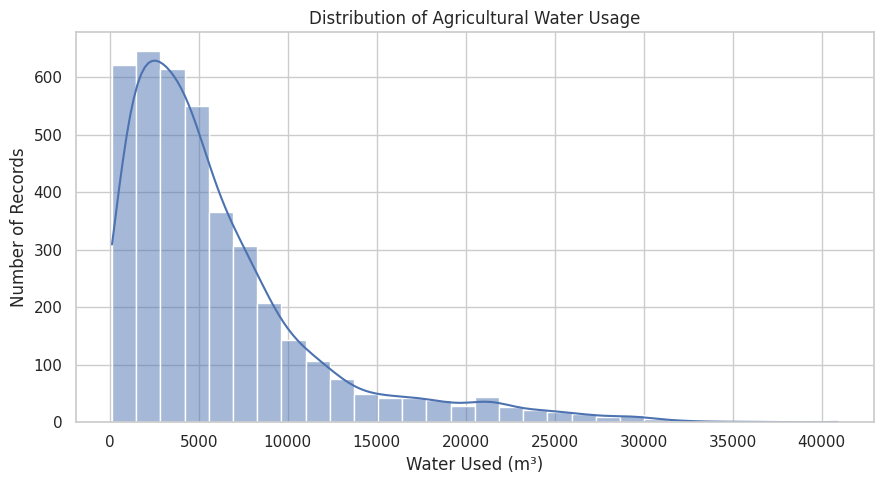 Distribution of Agricultural Water Usage
Number of Records
600
500
400
300
200
100
0
0 5000 10000 15000 20000 25000 30000 35000 40000
Water Used (m³)